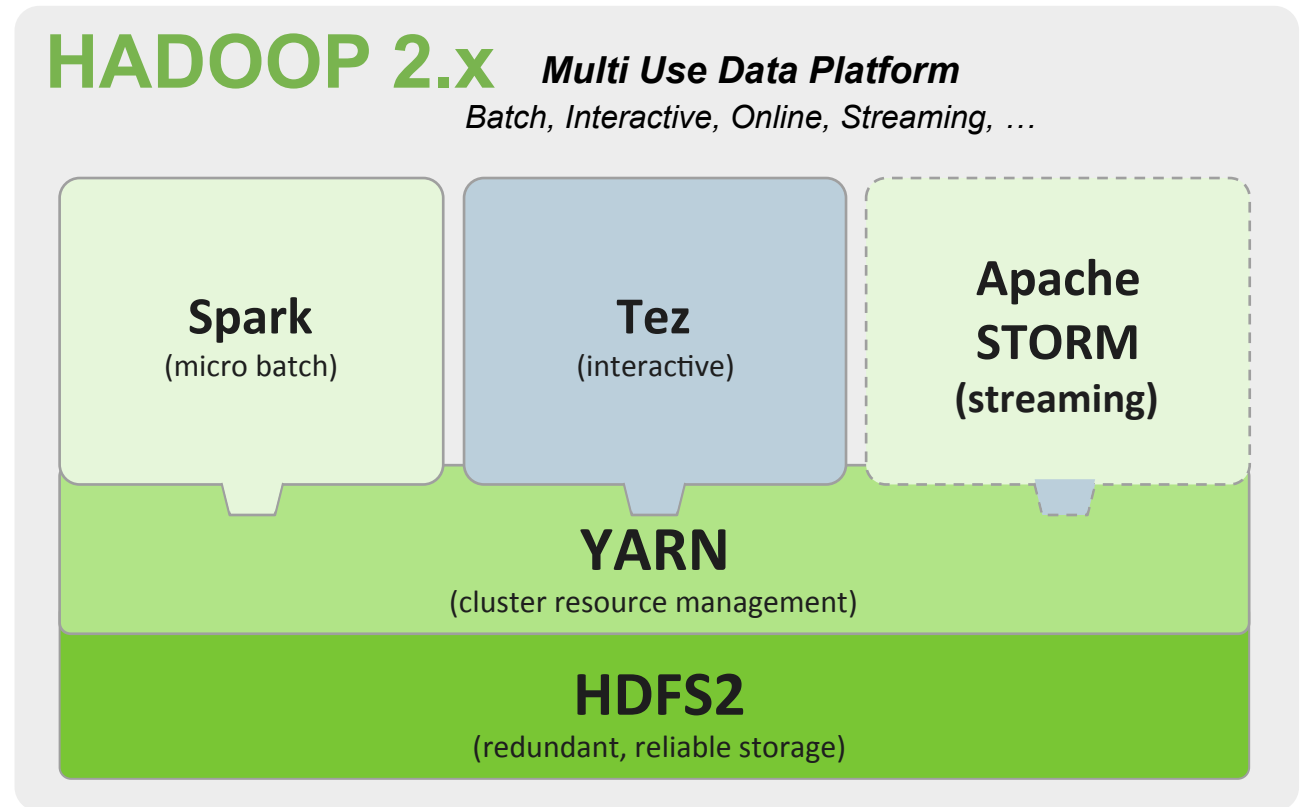 HADOOP 2.x Multi Use Data Platform
Batch, Interactive, Online, Streaming, …
Spark
(micro batch)
Tez
(interactive)
Apache
STORM
(streaming)
YARN
(cluster resource management)
HDFS2
(redundant, reliable storage)